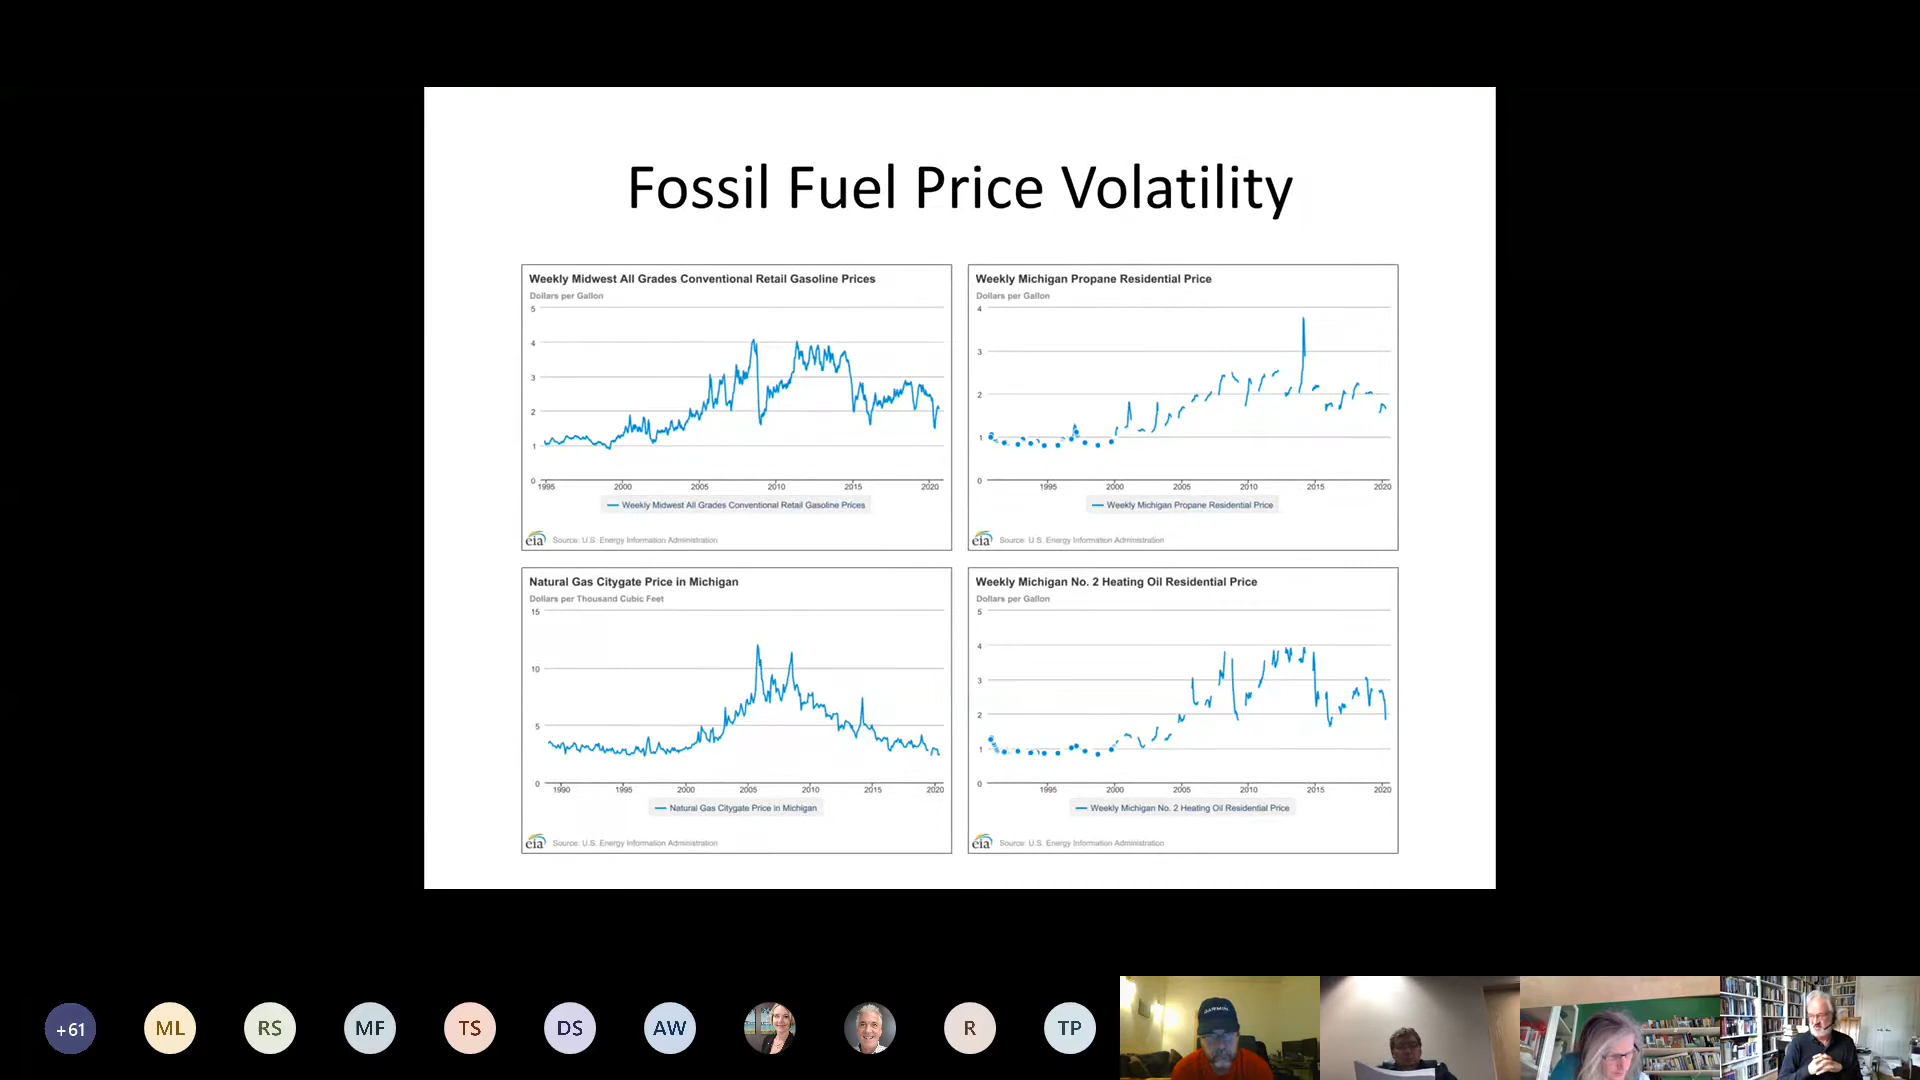 Fossil Fuel Price Volatility
Weekly Midwest All Grades Conventional Retail Gasoline Prices
Dollars per Gallon
5
4
3
2
1
0
1995 2000 2005 2010 2015 2020
Weekly Midwest All Grades Conventional Retail Gasoline Prices
eia Source: U.S. Energy Information Administration
Weekly Michigan Propane Residential Price
Dollars per Gallon
4
3
2
1
0
1995 2000 2005 2010 2015 2020
Weekly Michigan Propane Residential Price
eia Source: U.S. Energy Information Administration
Natural Gas Citygate Price in Michigan
Dollars per Thousand Cubic Feet
15
10
5
0
1990 1995 2000 2005 2010 2015 2020
Natural Gas Citygate Price in Michigan
eia Source: U.S. Energy Information Administration
Weekly Michigan No. 2 Heating Oil Residential Price
Dollars per Gallon
5
4
3
2
1
0
1995 2000 2005 2010 2015 2020
Weekly Michigan No. 2 Heating Oil Residential Price
eia Source: U.S. Energy Information Administration
+61 ML RS MF TS DS AW R TP
GARMIN